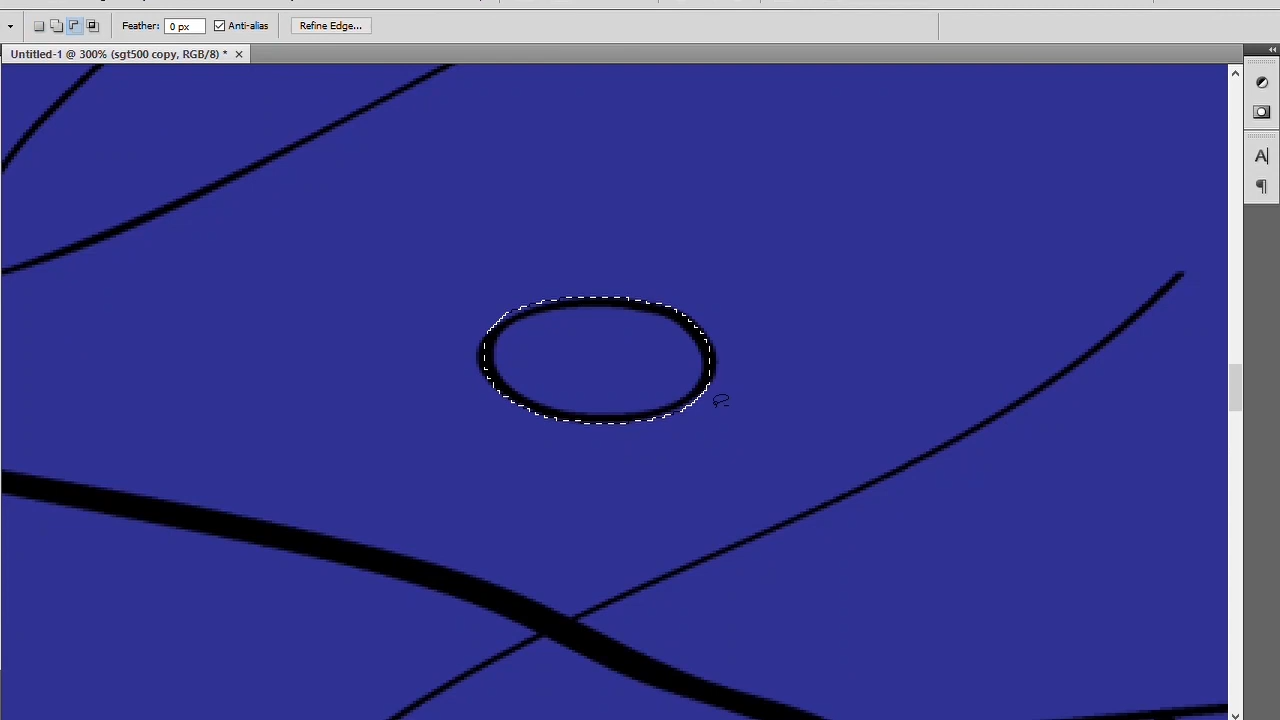 Feather: 0 px Anti-alias Refine Edge...
Untitled-1 @ 300% (sgt500 copy, RGB/8) * ×
A|
¶